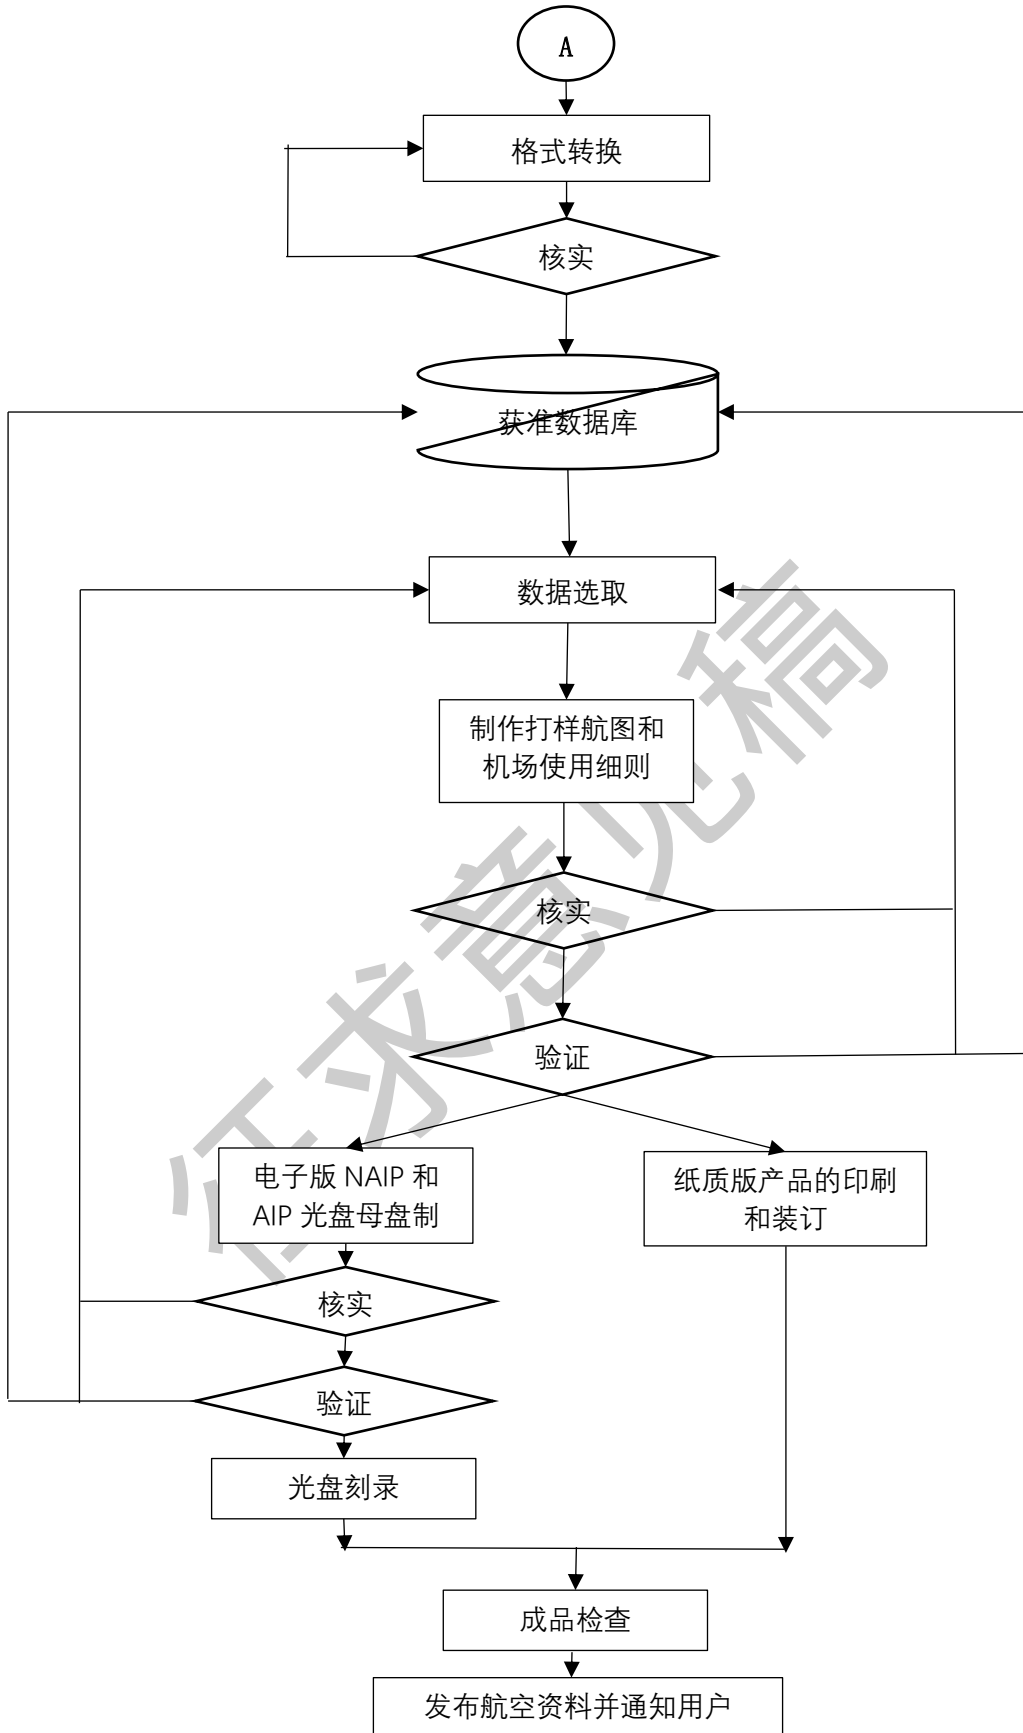 A
格式转换
核实
获准数据库
数据选取
制作打样航图和
机场使用细则
核实
验证
电子版 NAIP 和
AIP 光盘母盘制
纸质版产品的印刷
和装订
核实
验证
光盘刻录
成品检查
发布航空资料并通知用户
征求意见稿